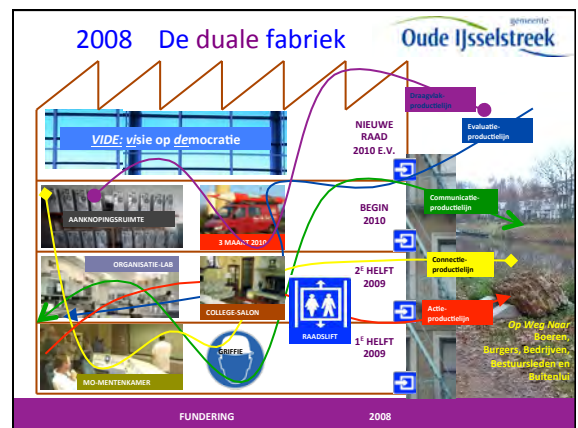 2008 De duale fabriek
gemeente
Oude IJsselstreek
Draagvlak-
productielijn
NIEUWE
RAAD
2010 E.V.
Evaluatie-
productielijn
VIDE: visie op democratie
AANKNOPINGSRUIMTE
3 MAART 2010
BEGIN
2010
Communicatie-
productielijn
ORGANISATIE-LAB
COLLEGE-SALON
2E HELFT
2009
Connectie-
productielijn
RAADSLIFT
Actie-
productielijn
MO-MENTENKAMER
GRIFFIE
1E HELFT
2009
Op Weg Naar
Boeren,
Burgers, Bedrijven,
Bestuursleden en
Buitenlui
FUNDERING 2008